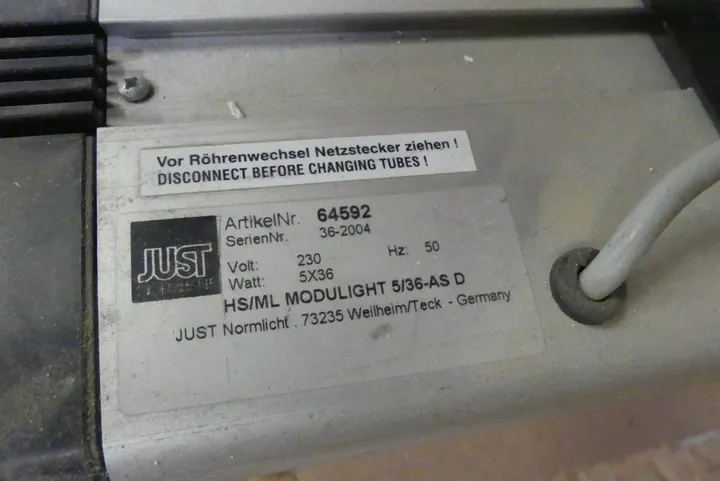 Vor Röhrenwechsel Netzstecker ziehen !
DISCONNECT BEFORE CHANGING TUBES !
JUST
ArtikelNr. 64592
SerienNr. 36-2004
Volt: 230 Hz: 50
Watt: 5X36
HS/ML MODULIGHT 5/36-AS D
JUST Normlicht . 73235 Weilheim/Teck - Germany